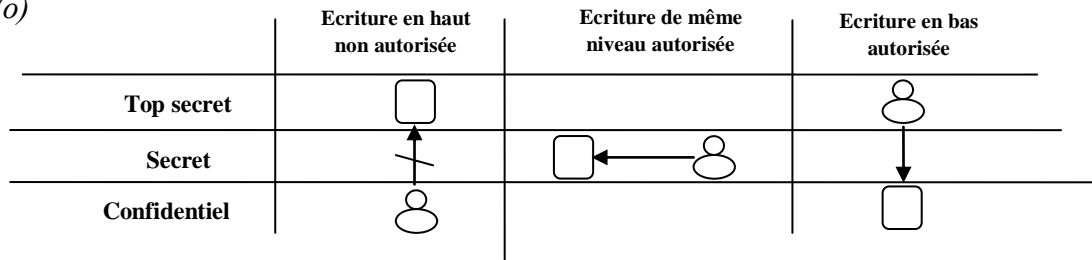 o)
Ecriture en haut
non autorisée
Ecriture de même
niveau autorisée
Ecriture en bas
autorisée
Top secret
Secret
Confidentiel